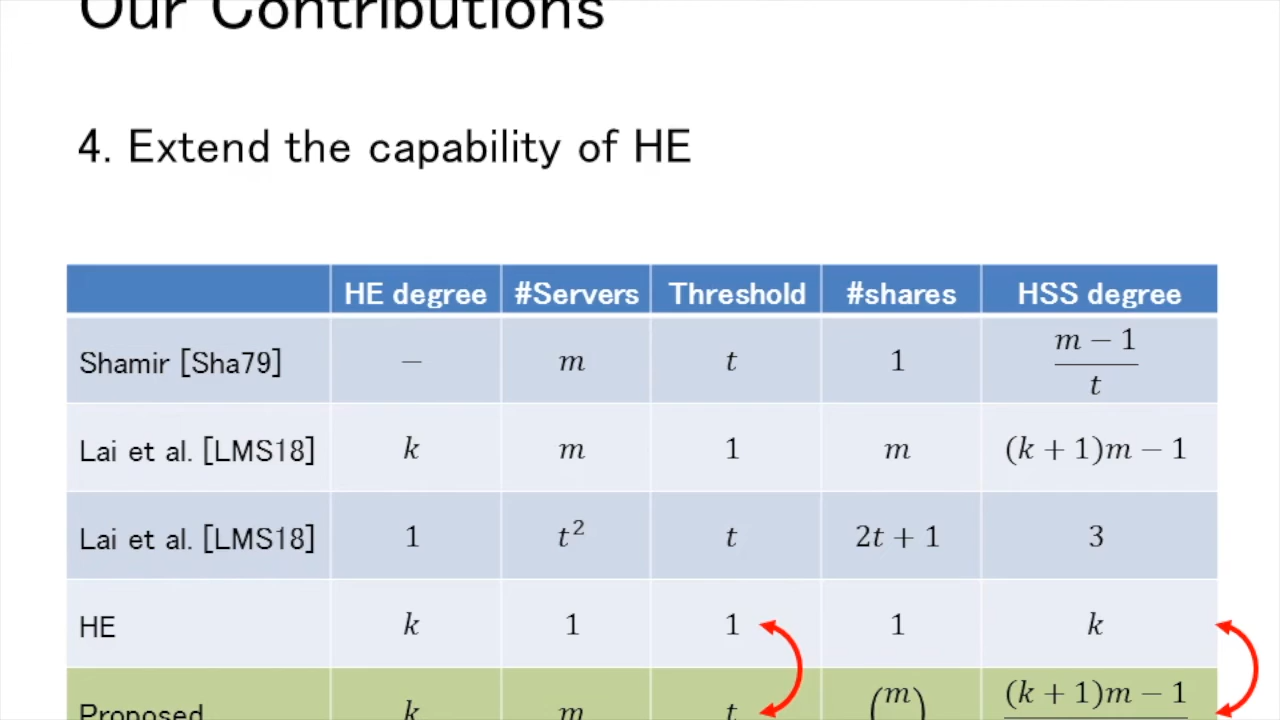 Our Contributions
4. Extend the capability of HE
HE degree #Servers Threshold #shares HSS degree
Shamir [Sha79] — m t 1 \frac{m − 1}{t}
Lai et al. [LMS18] k m 1 m (k + 1)m − 1
Lai et al. [LMS18] 1 t² t 2t + 1 3
HE k 1 1 1 k
Proposed k m t (m (k + 1)m − 1